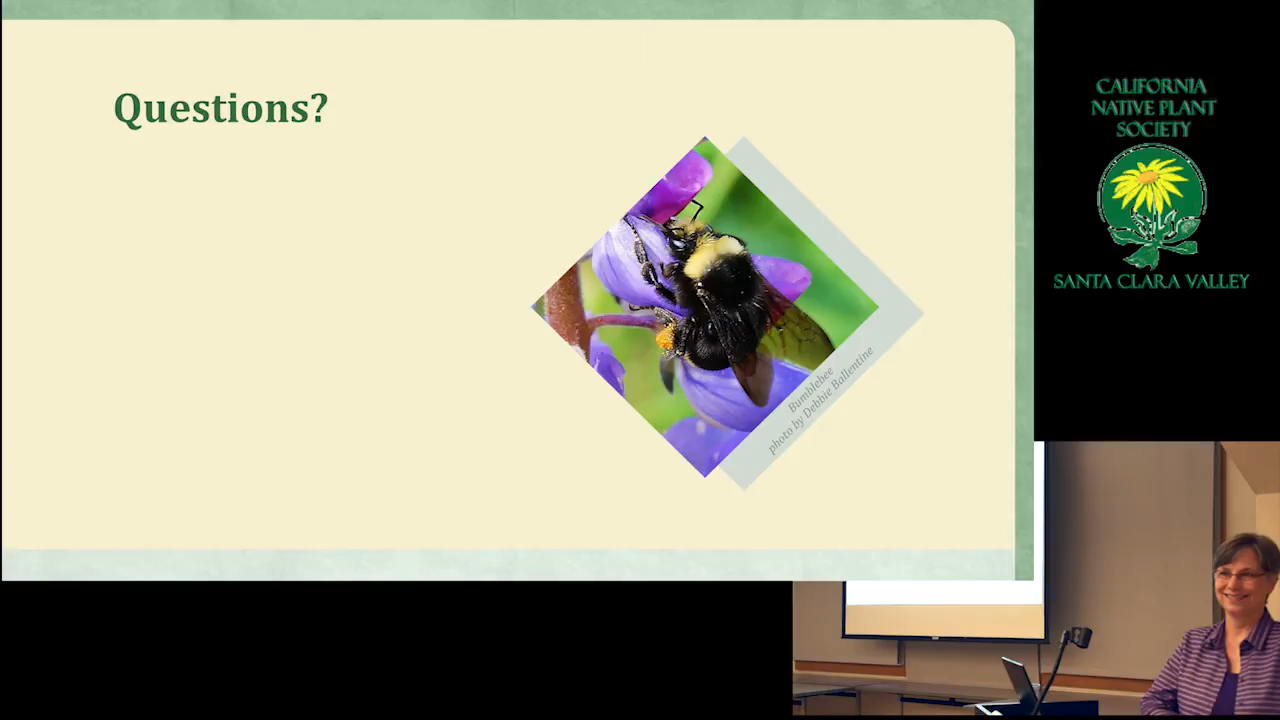 Questions?
Bumblebee
photo by Debbie Ballentine
CALIFORNIA
NATIVE PLANT
SOCIETY
SANTA CLARA VALLEY